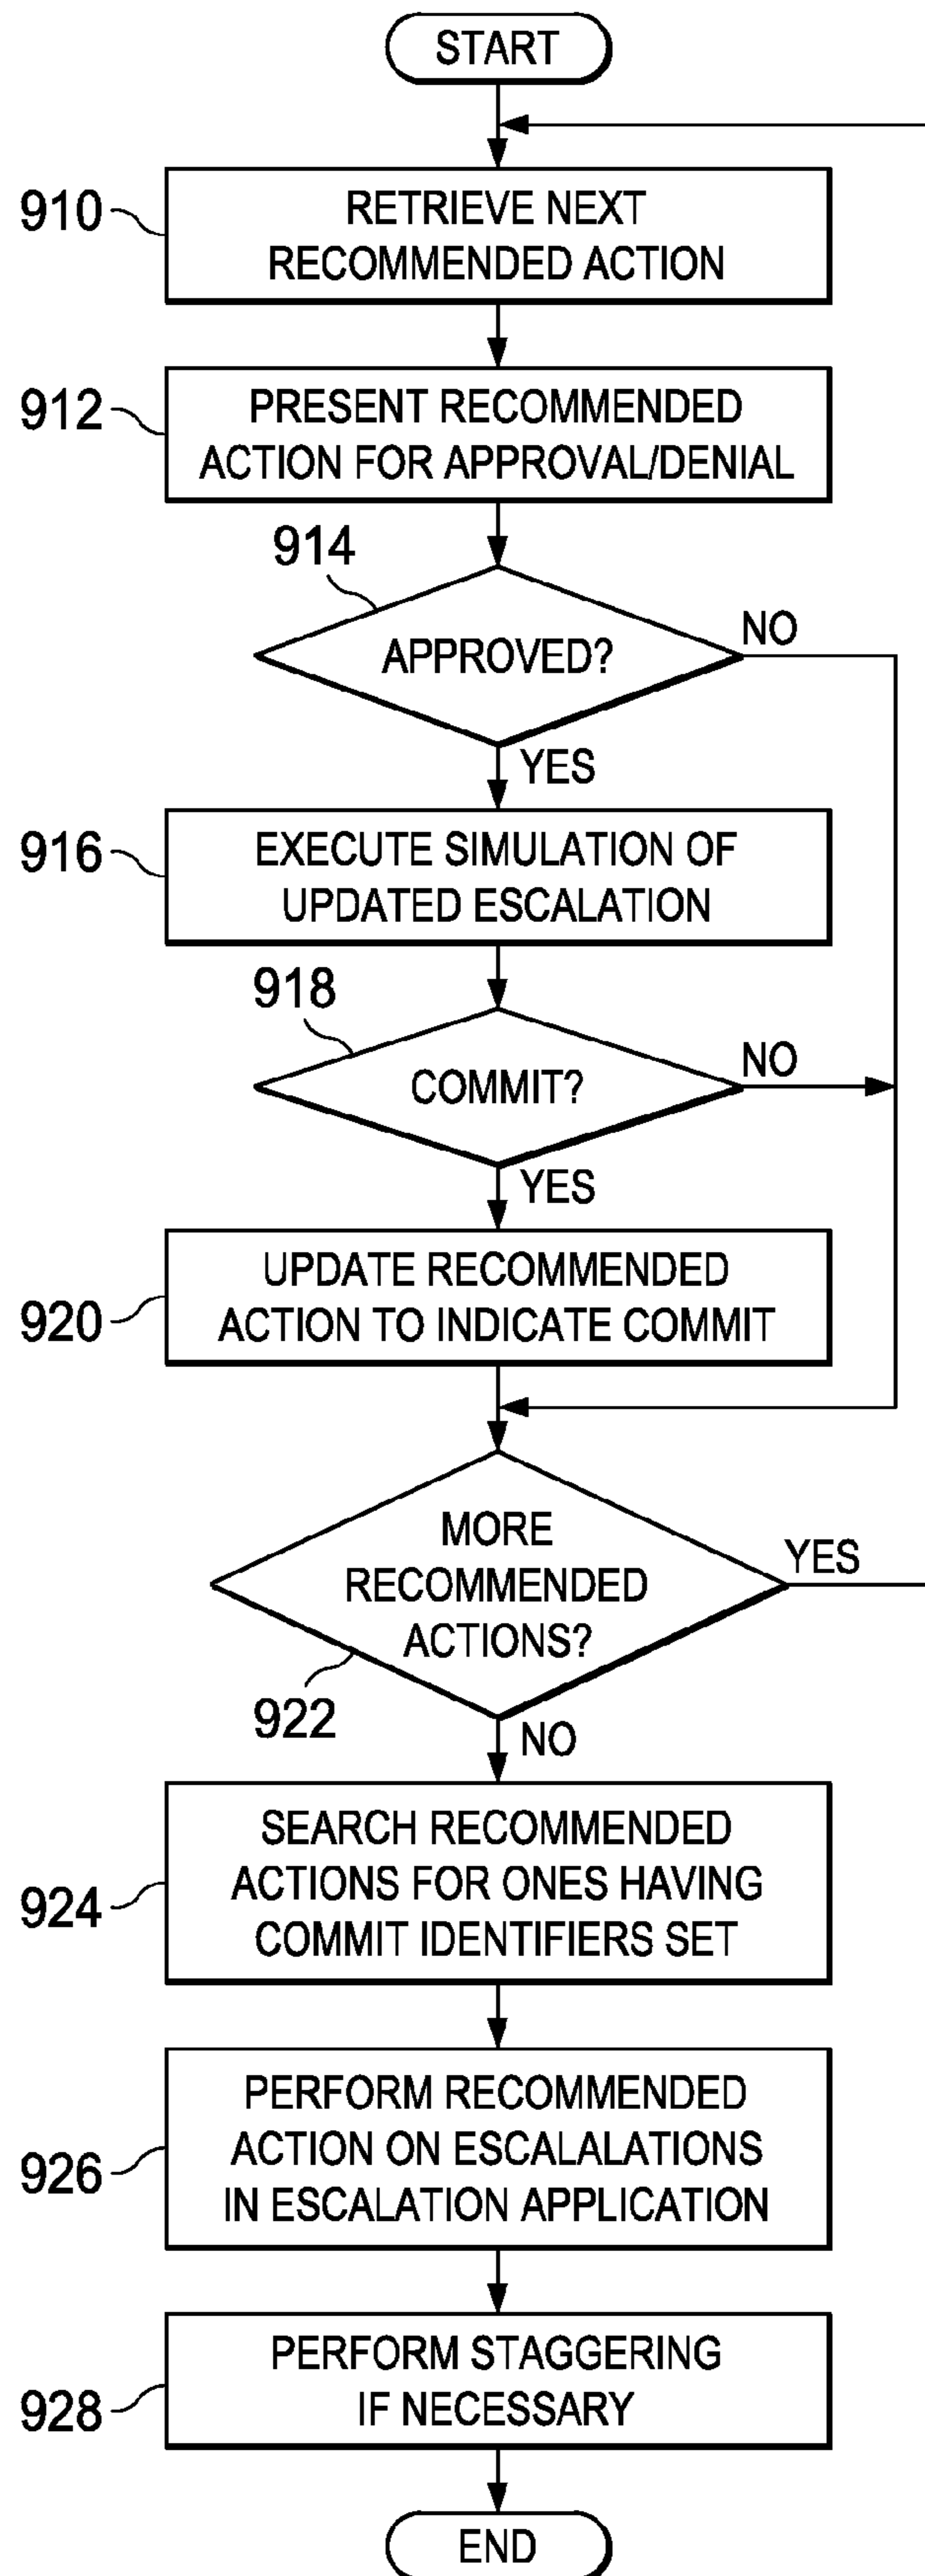 START
910
RETRIEVE NEXT
RECOMMENDED ACTION
912
PRESENT RECOMMENDED
ACTION FOR APPROVAL/DENIAL
914
APPROVED?
NO
YES
916
EXECUTE SIMULATION OF
UPDATED ESCALATION
918
COMMIT?
NO
YES
920
UPDATE RECOMMENDED
ACTION TO INDICATE COMMIT
MORE
RECOMMENDED
ACTIONS?
YES
922
NO
924
SEARCH RECOMMENDED
ACTIONS FOR ONES HAVING
COMMIT IDENTIFIERS SET
926
PERFORM RECOMMENDED
ACTION ON ESCALALATIONS
IN ESCALATION APPLICATION
928
PERFORM STAGGERING
IF NECESSARY
END